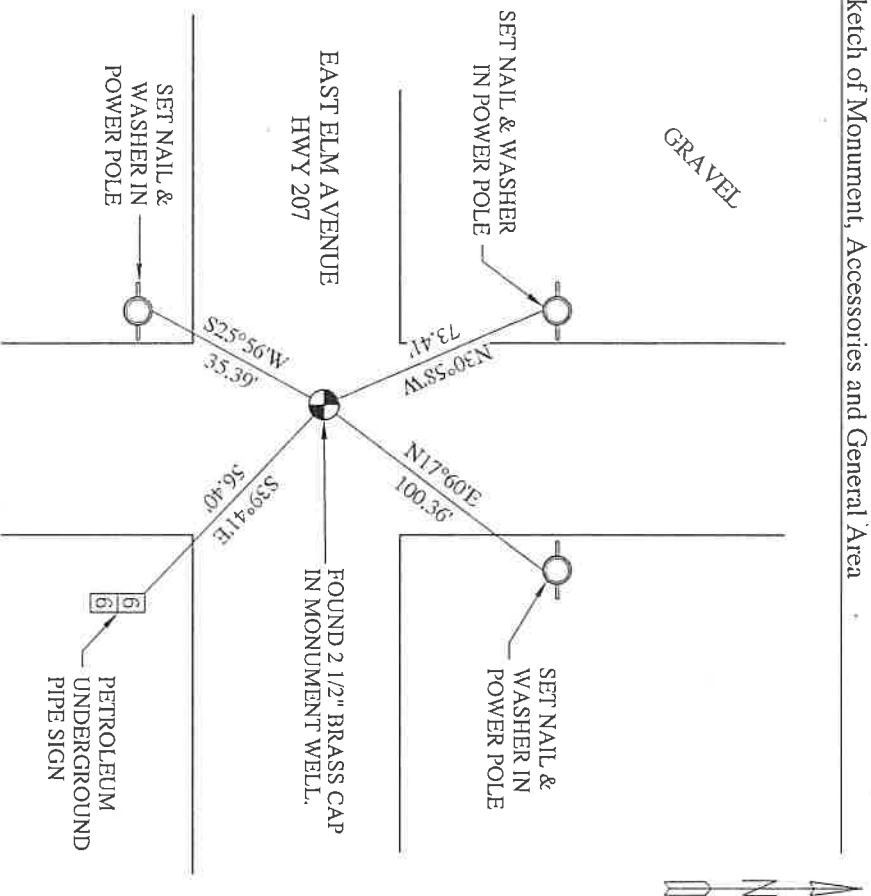 ketch of Monument, Accessories and General Area
GRAVEL
SET NAIL & WASHER
IN POWER POLE
SET NAIL &
WASHER IN
POWER POLE
73.41'
N30°58'W
N17°60'E
100.36'
EAST ELM AVENUE
HWY 207
FOUND 2 1/2" BRASS CAP
IN MONUMENT WELL.
S25°56'W
35.39'
S39°41'E
56.40'
SET NAIL &
WASHER IN
POWER POLE
66
PETROLEUM
UNDERGROUND
PIPE SIGN
N